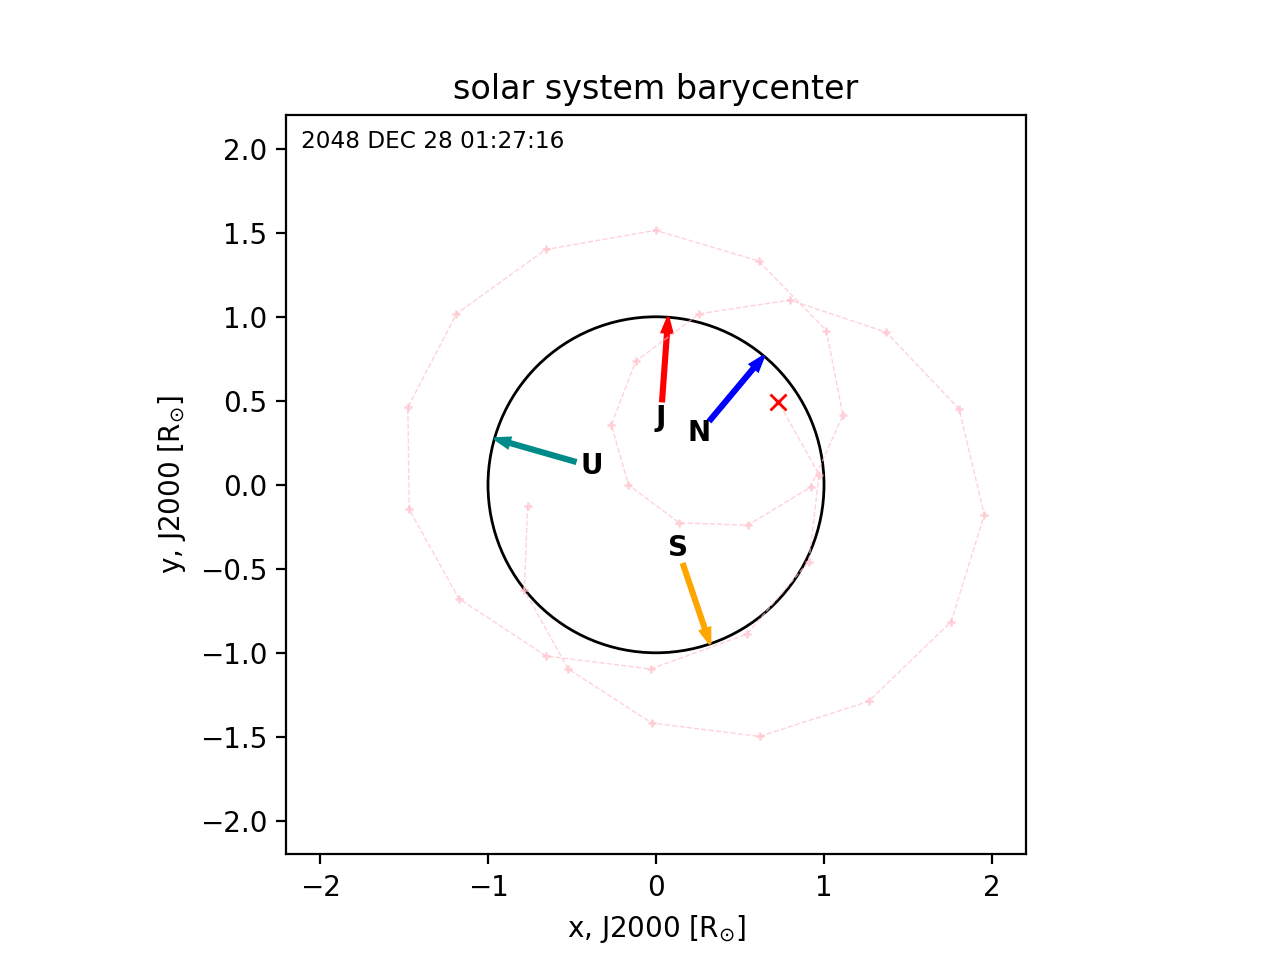 solar system barycenter
2048 DEC 28 01:27:16
2.0
1.5
1.0
0.5
0.0
−0.5
−1.0
−1.5
−2.0
y, J2000 [R☉]
J
N
U
S
−2
−1
0
1
2
x, J2000 [R☉]